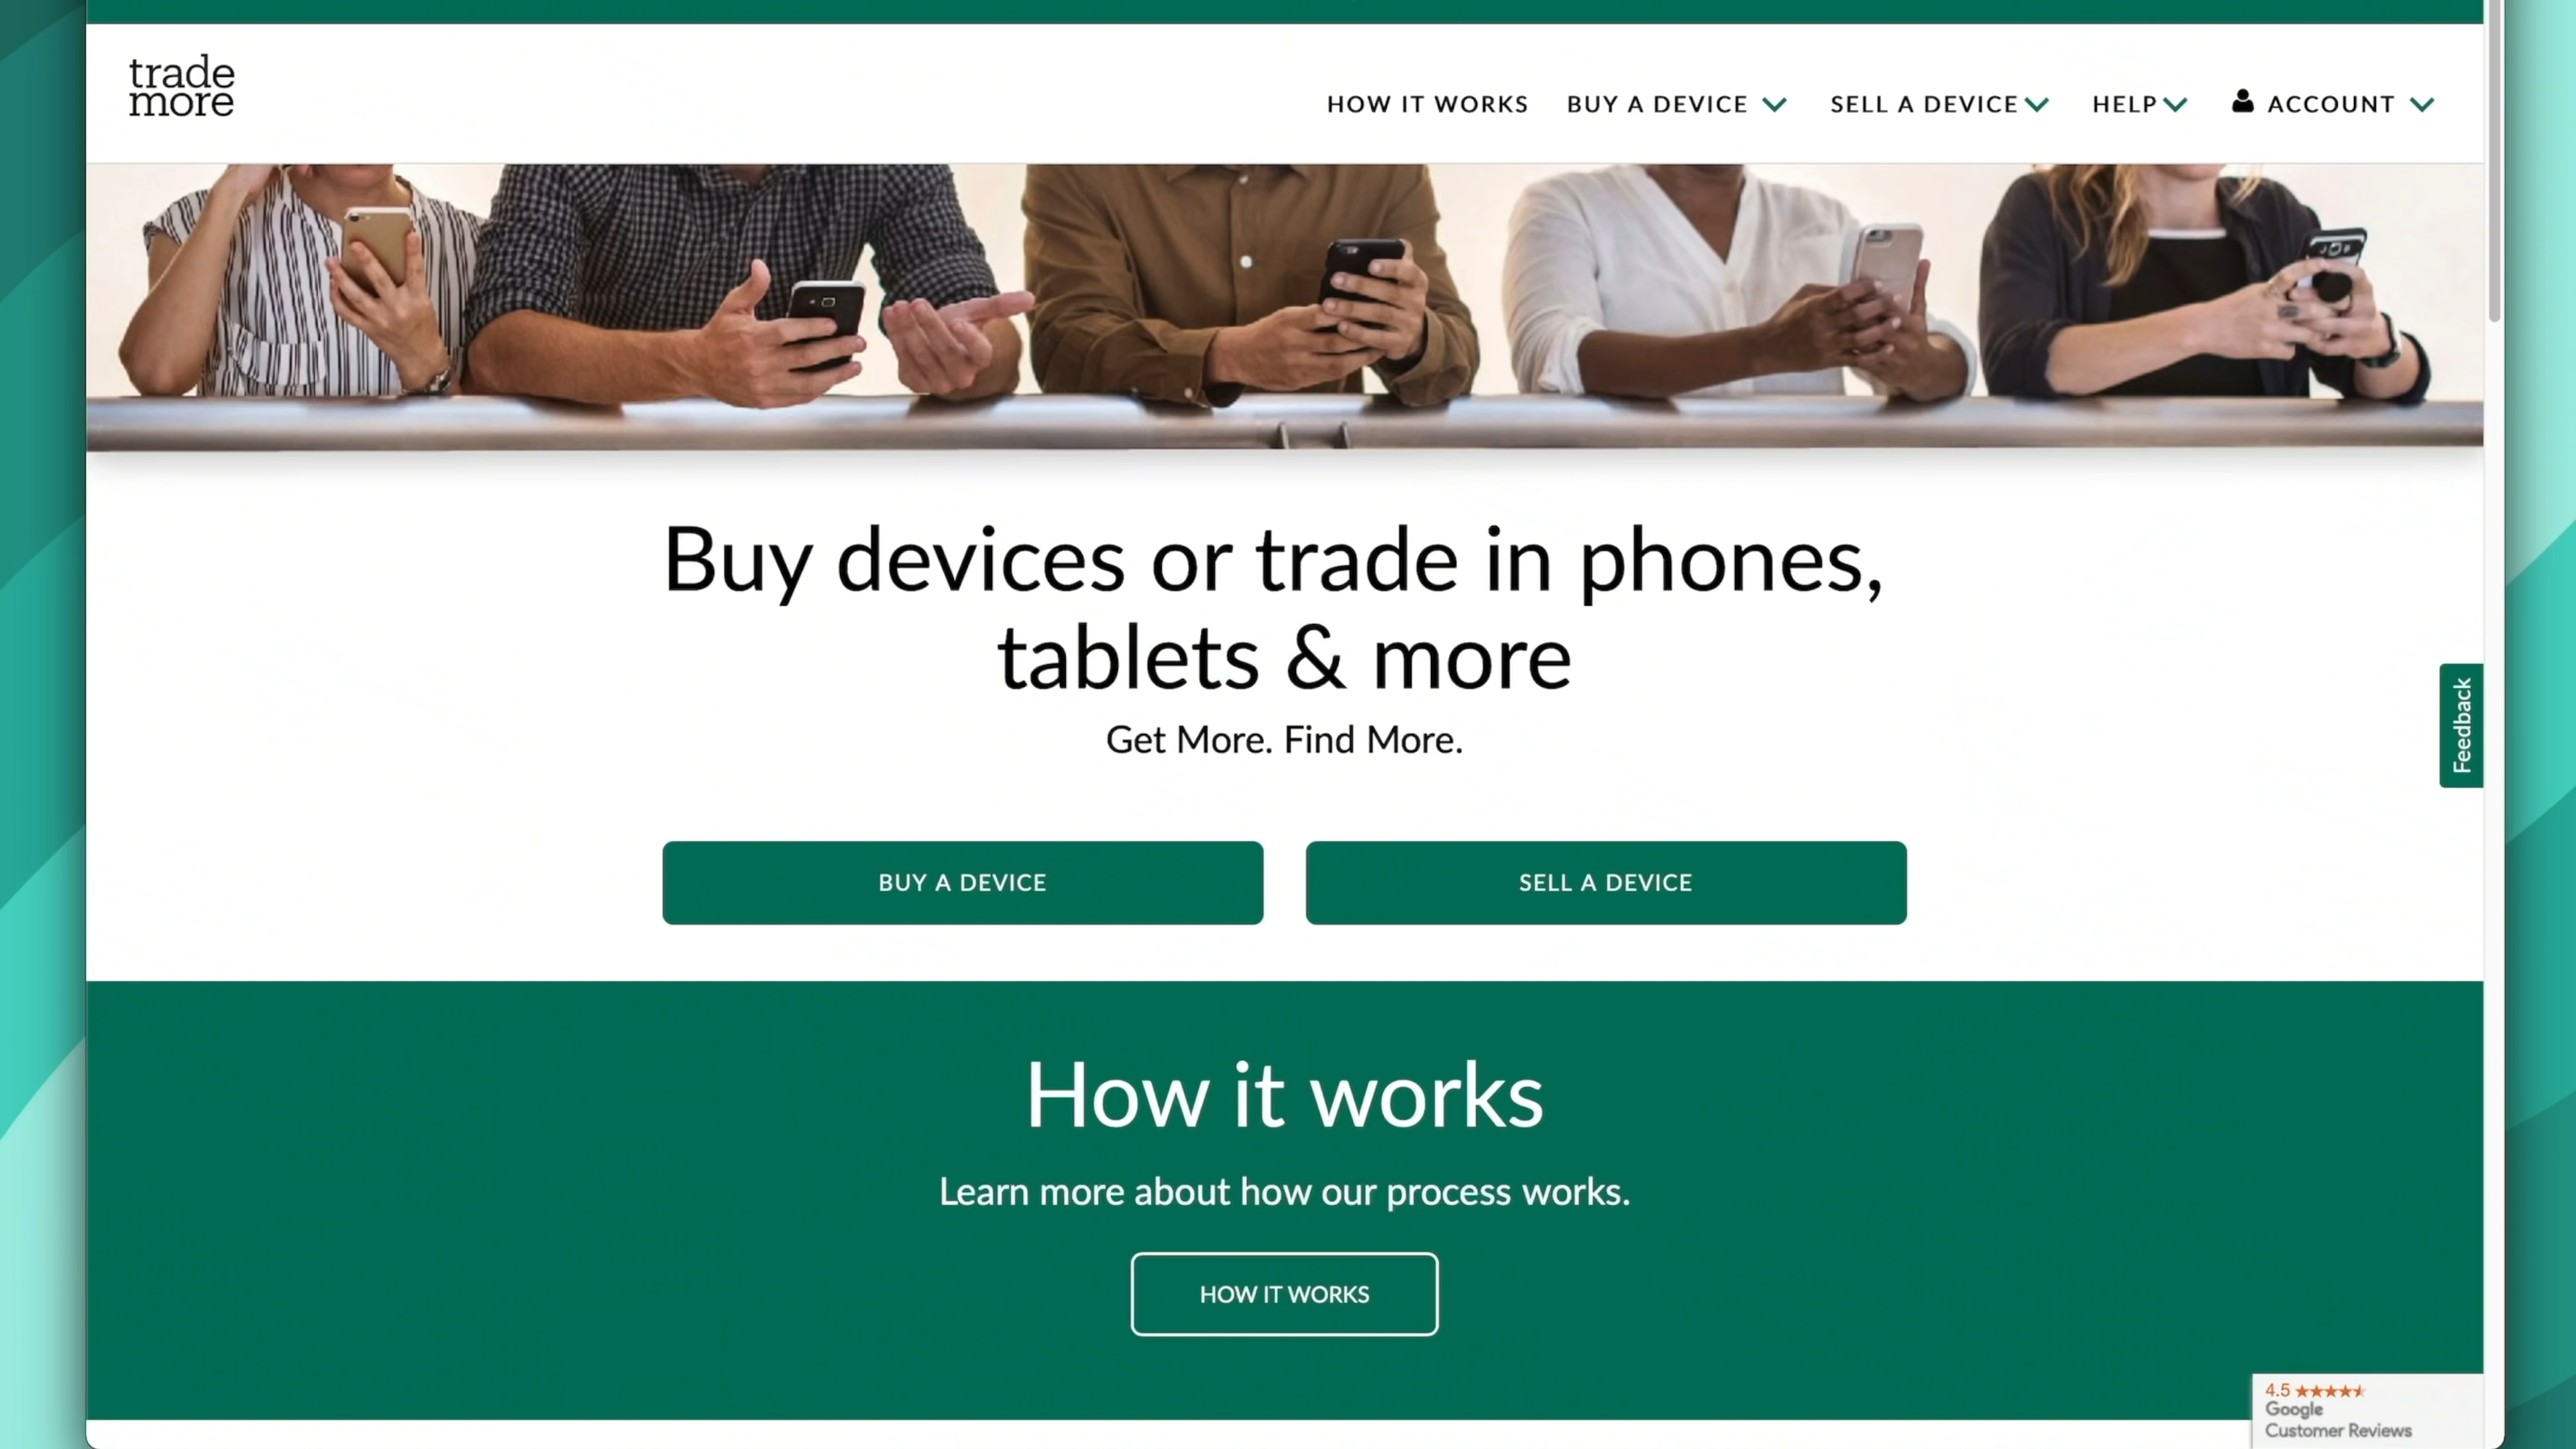 trade
more
HOW IT WORKS BUY A DEVICE SELL A DEVICE HELP ACCOUNT
Buy devices or trade in phones,
tablets & more
Get More. Find More.
Feedback
BUY A DEVICE SELL A DEVICE
How it works
Learn more about how our process works.
HOW IT WORKS
4.5
Google
Customer Reviews